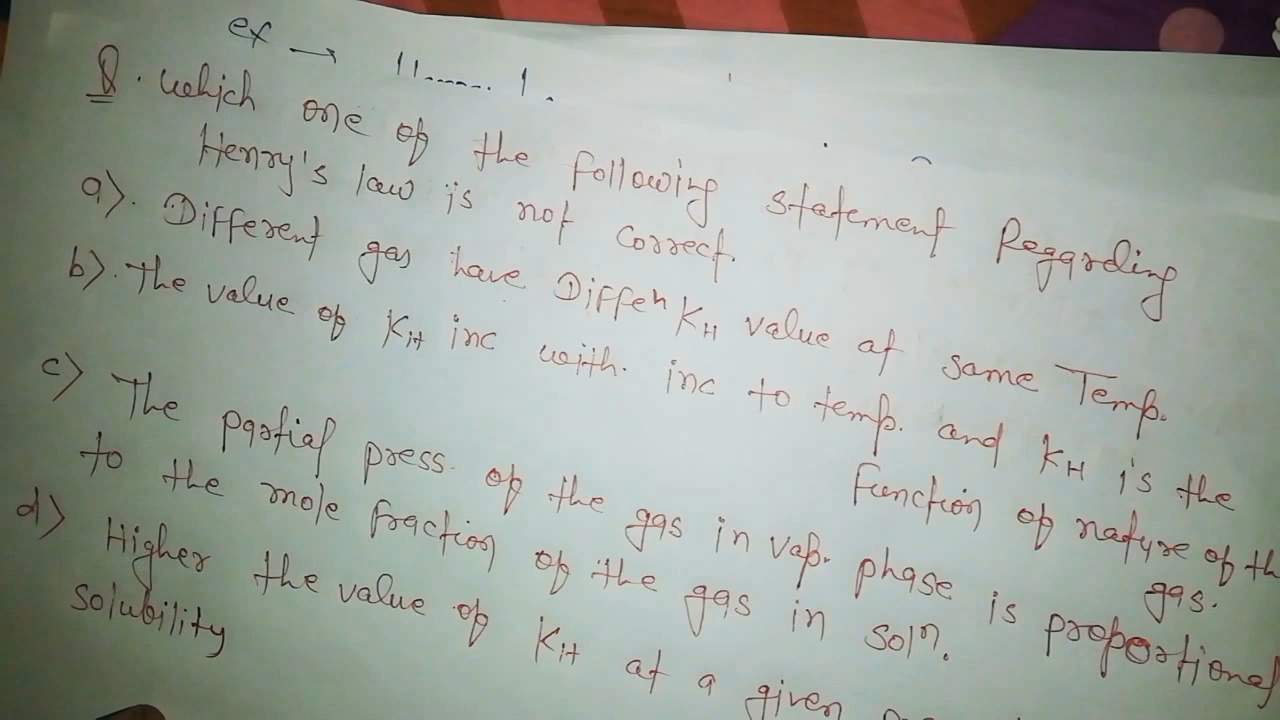 ex → 11...... 1.
Q. which one of the following statement Regarding
Henry's law is not correct.
a). Different gas have Differ KH value at same Temp.
b). The value of KH inc with. inc to temp. and KH is the
function of nature of th
gas.
c) The partial press. of the gas in vap. phase is proportional
to the mole fraction of the gas in soln.
d) Higher the value of KH at a given
solubility